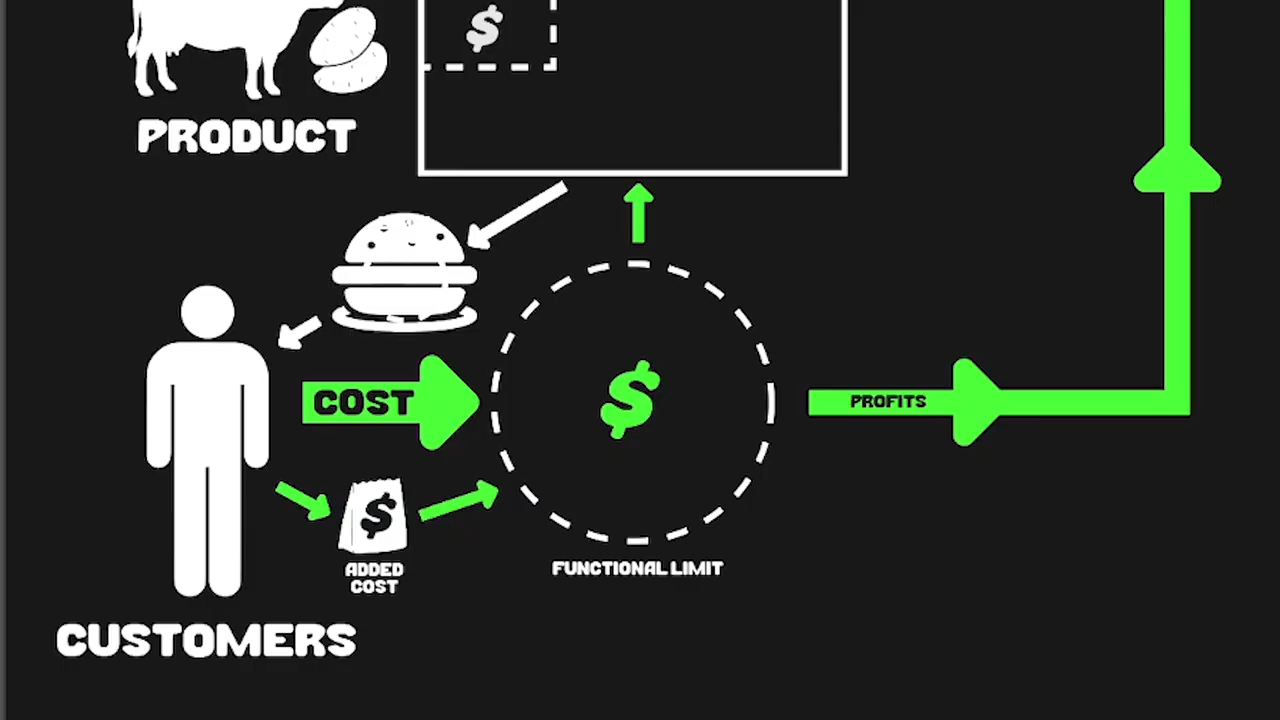 $
PRODUCT
COST
$
PROFITS
$
ADDED
COST
FUNCTIONAL LIMIT
CUSTOMERS